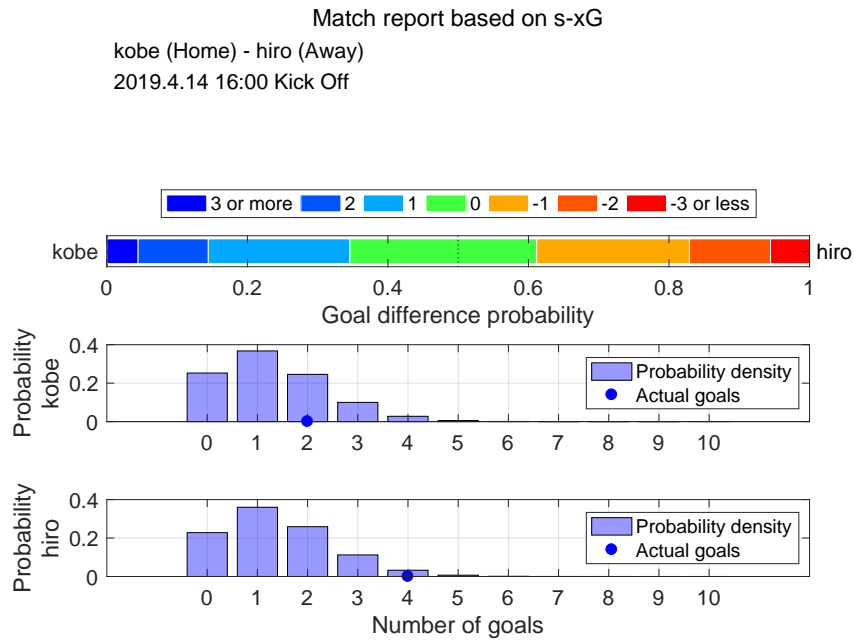 Match report based on s-xG
kobe (Home) - hiro (Away)
2019.4.14 16:00 Kick Off
3 or more 2 1 0 -1 -2 -3 or less
kobe hiro
0 0.2 0.4 0.6 0.8 1
Goal difference probability
Probability
kobe
0.4
0.2
0
Probability density
Actual goals
0 1 2 3 4 5 6 7 8 9 10
Probability
hiro
0.4
0.2
0
Probability density
Actual goals
0 1 2 3 4 5 6 7 8 9 10
Number of goals